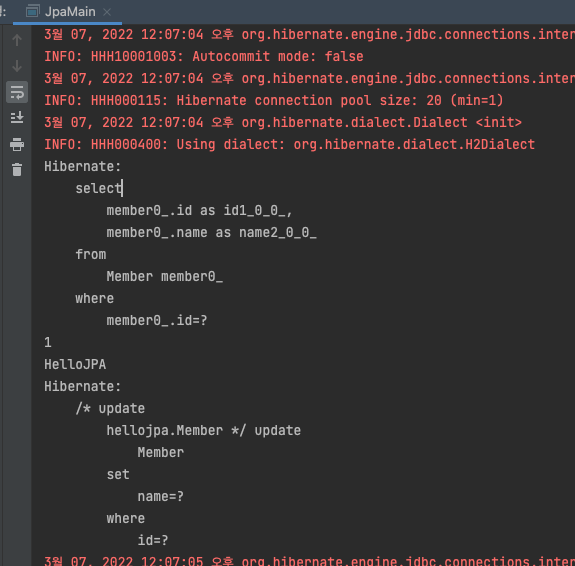 JpaMain
3월 07, 2022 12:07:04 오후 org.hibernate.engine.jdbc.connections.inter
INFO: HHH10001003: Autocommit mode: false
3월 07, 2022 12:07:04 오후 org.hibernate.engine.jdbc.connections.inter
INFO: HHH000115: Hibernate connection pool size: 20 (min=1)
3월 07, 2022 12:07:04 오후 org.hibernate.dialect.Dialect <init>
INFO: HHH000400: Using dialect: org.hibernate.dialect.H2Dialect
Hibernate:
    select
        member0_.id as id1_0_0_,
        member0_.name as name2_0_0_
    from
        Member member0_
    where
        member0_.id=?
1
HelloJPA
Hibernate:
    /* update
        hellojpa.Member */ update
            Member
        set
            name=?
        where
            id=?
3월 07, 2022 12:07:05 오후 org.hibernate.engine.jdbc.connections.inter